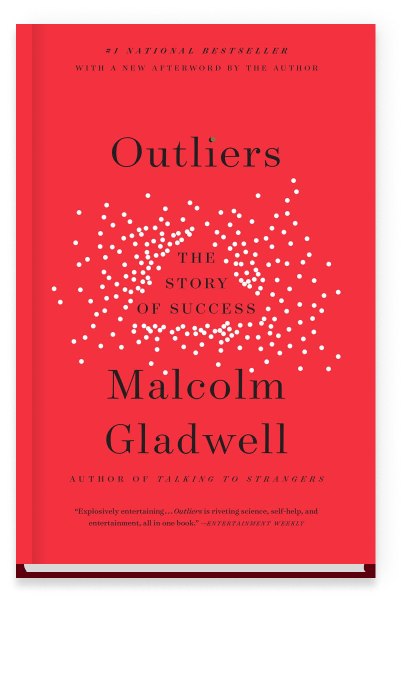 #1 NATIONAL BESTSELLER
WITH A NEW AFTERWORD BY THE AUTHOR
Outliers
THE
STORY
OF SUCCESS
Malcolm
Gladwell
AUTHOR OF TALKING TO STRANGERS
“Explosively entertaining…Outliers is riveting science, self-help, and
entertainment, all in one book.” –ENTERTAINMENT WEEKLY